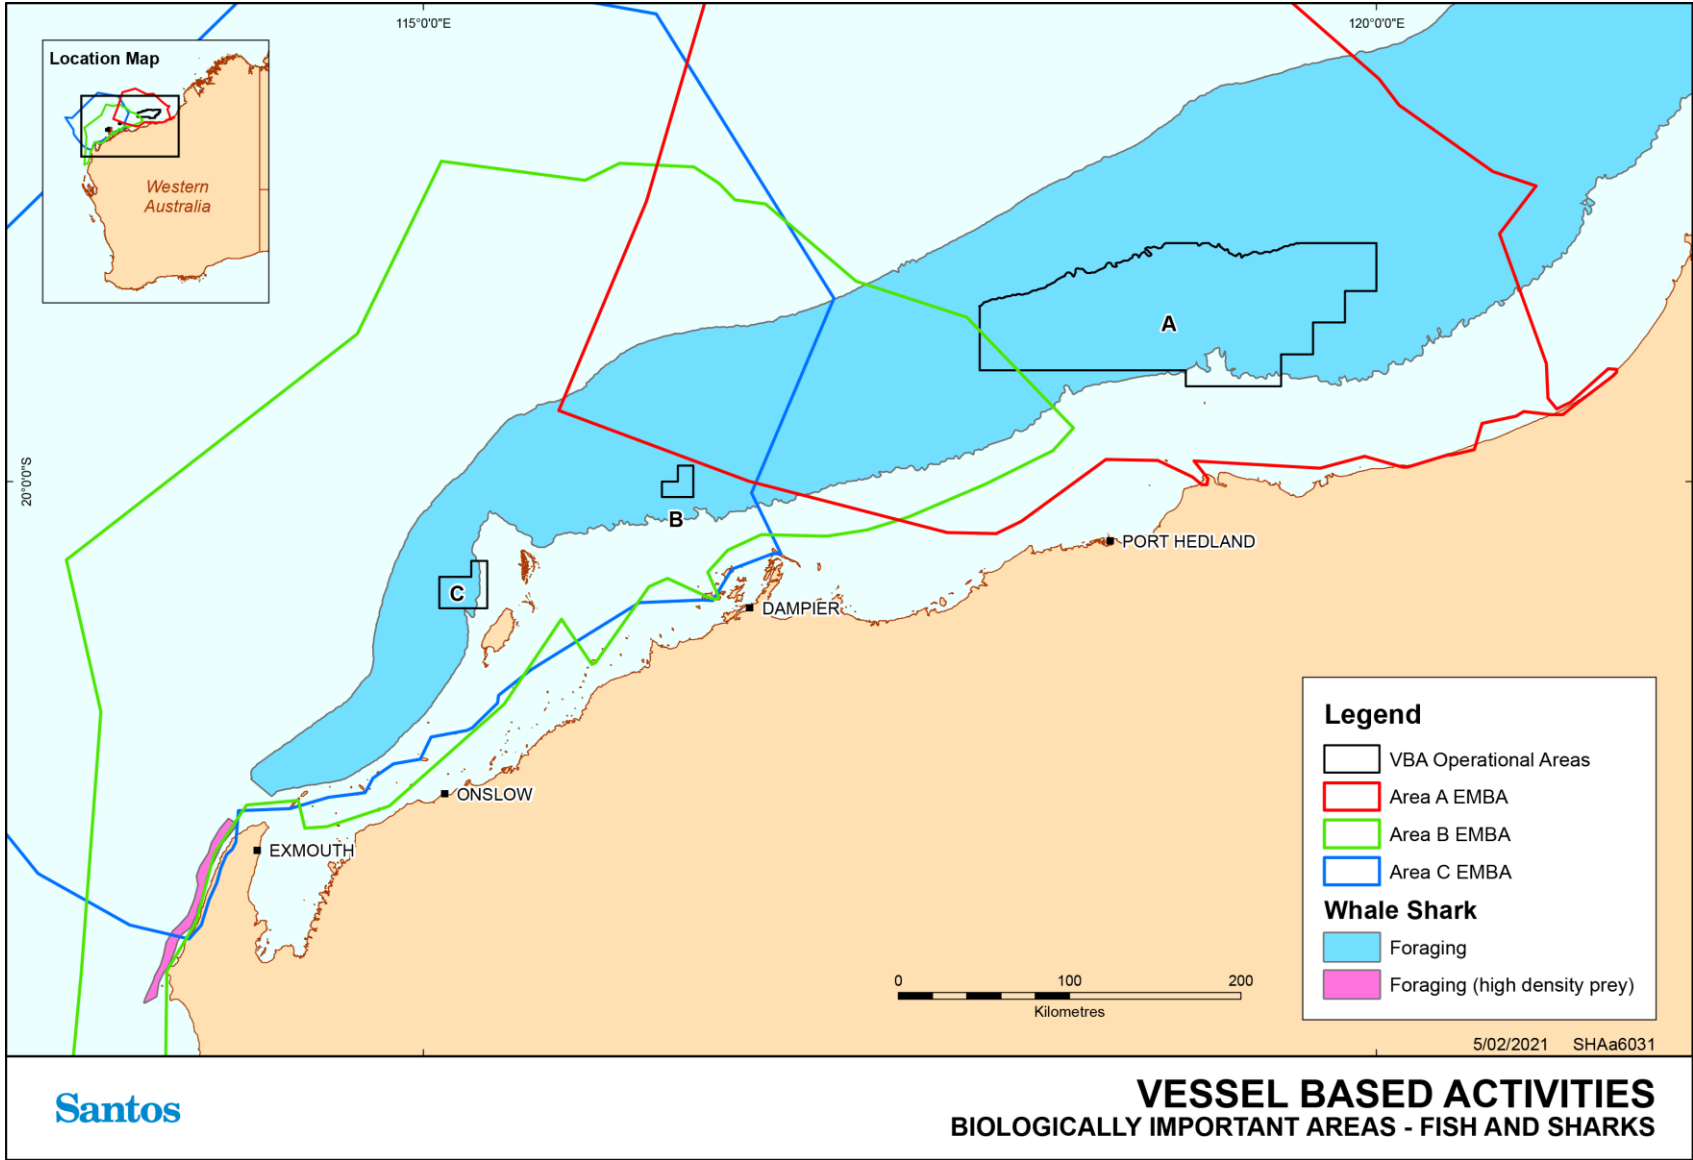 115°0'0"E
120°0'0"E
Location Map
Western
Australia
20°0'0"S
A
B
C
PORT HEDLAND
DAMPIER
ONSLOW
EXMOUTH
Legend
VBA Operational Areas
Area A EMBA
Area B EMBA
Area C EMBA
Whale Shark
Foraging
Foraging (high density prey)
0 100 200
Kilometres
5/02/2021 SHAa6031
Santos
VESSEL BASED ACTIVITIES
BIOLOGICALLY IMPORTANT AREAS - FISH AND SHARKS